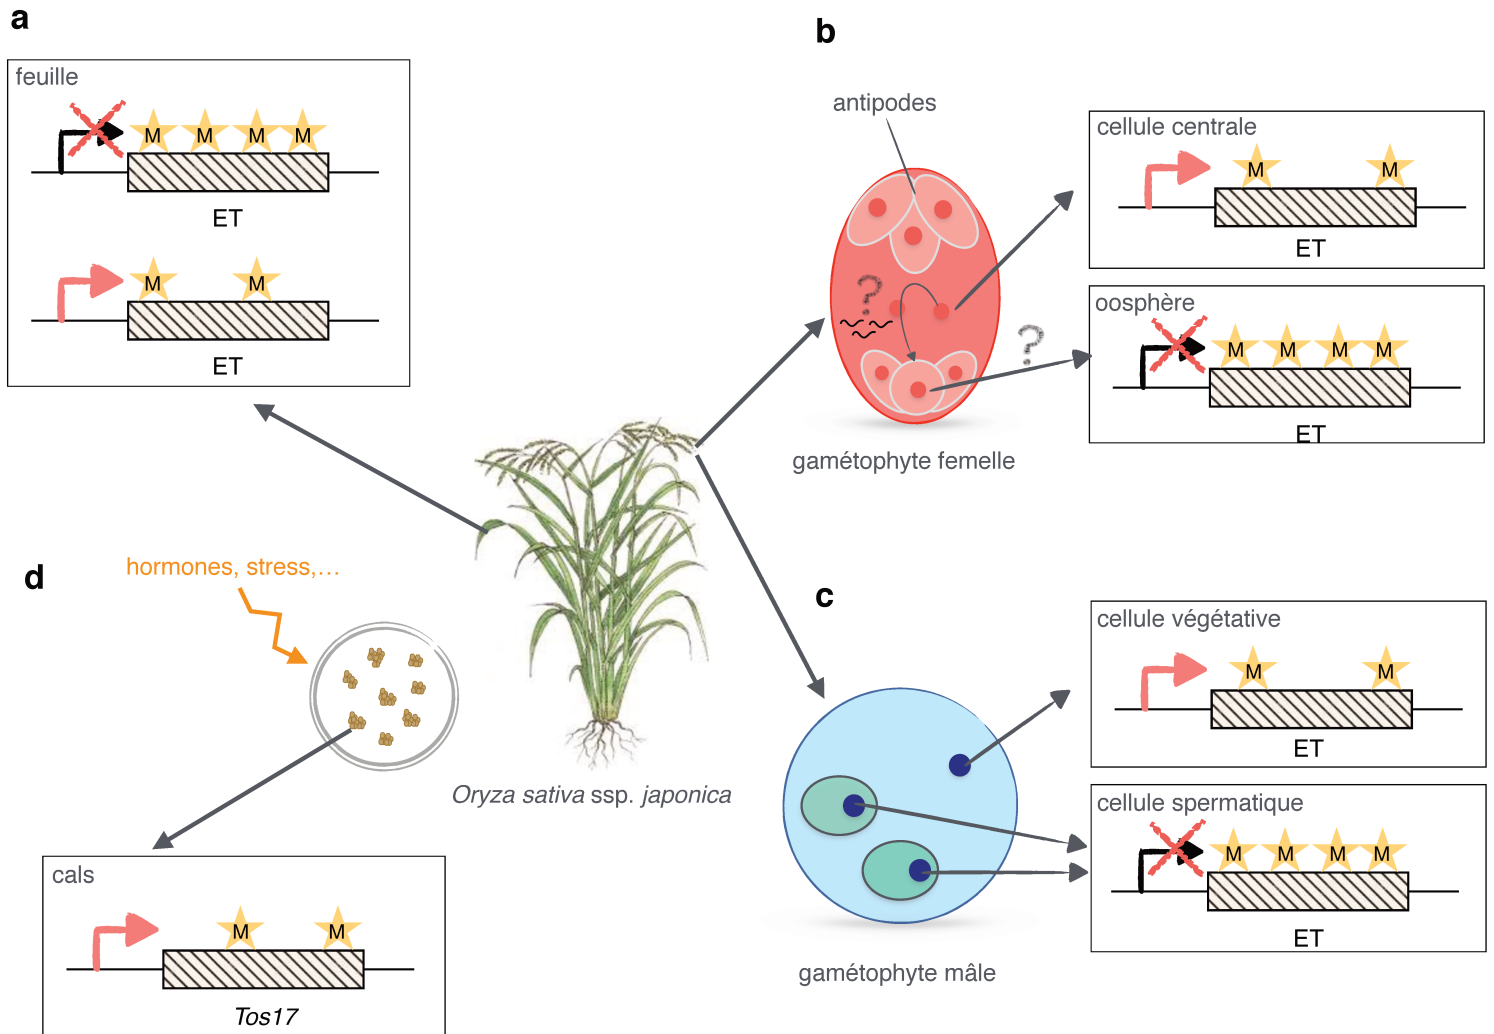 a
feuille
M M M M
ET
M M
ET
b
antipodes
?
?
gamétophyte femelle
cellule centrale
M M
ET
oosphère
M M M M
ET
c
gamétophyte mâle
cellule végétative
M M
ET
cellule spermatique
M M M M
ET
d
hormones, stress,...
Oryza sativa ssp. japonica
cals
M M
Tos17